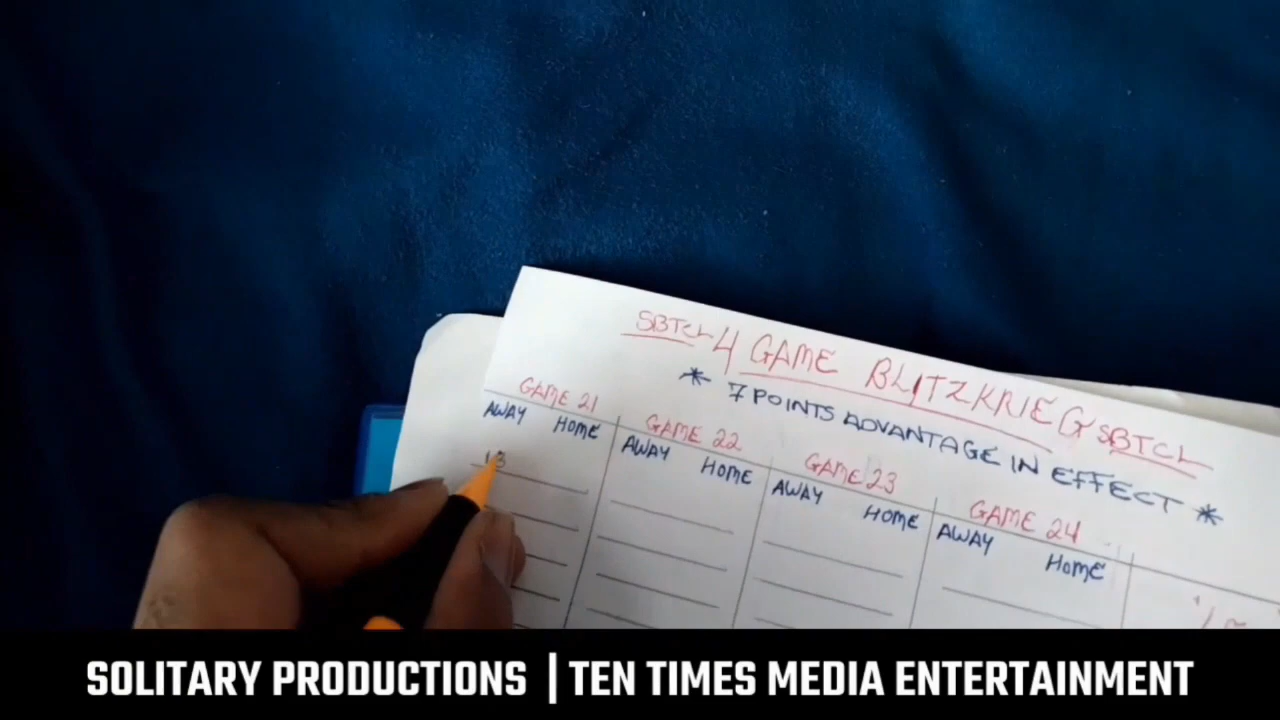 SBTCL 4 GAME BLITZKRIEG SBTCL
* 7 POINTS ADVANTAGE IN EFFECT *
GAME 21 GAME 22 GAME 23 GAME 24
AWAY HOME AWAY HOME AWAY HOME AWAY HOME
13
SOLITARY PRODUCTIONS | TEN TIMES MEDIA ENTERTAINMENT